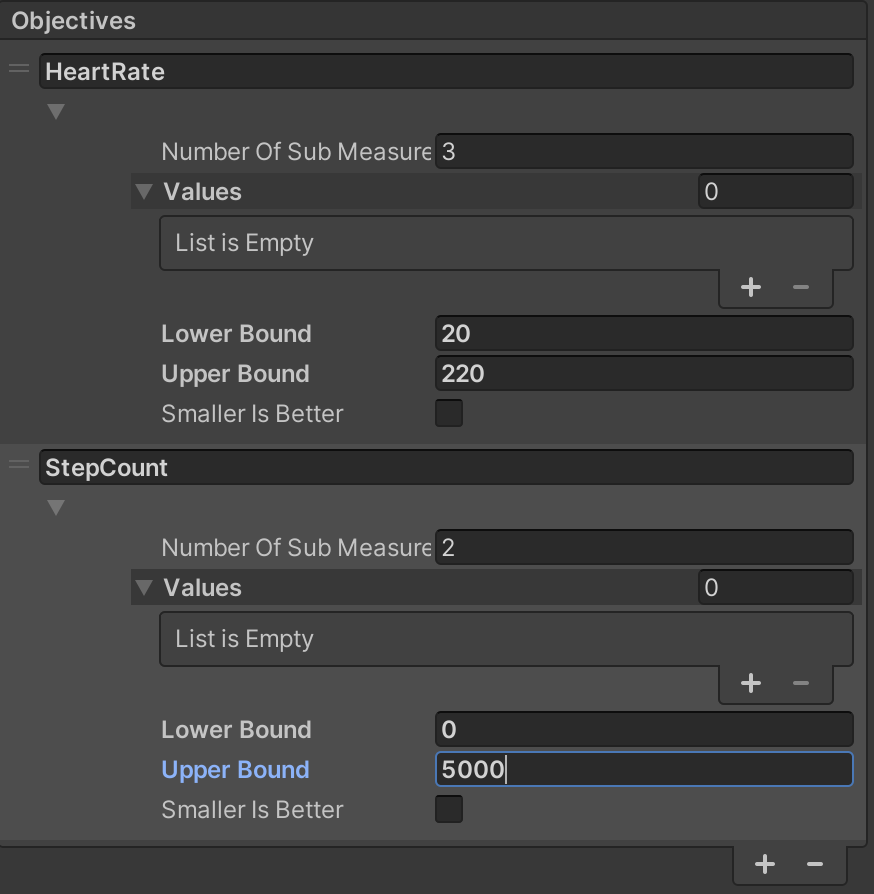 Objectives
HeartRate
Number Of Sub Measure 3
Values 0
List is Empty
+ −
Lower Bound 20
Upper Bound 220
Smaller Is Better
StepCount
Number Of Sub Measure 2
Values 0
List is Empty
+ −
Lower Bound 0
Upper Bound 5000
Smaller Is Better
+ −